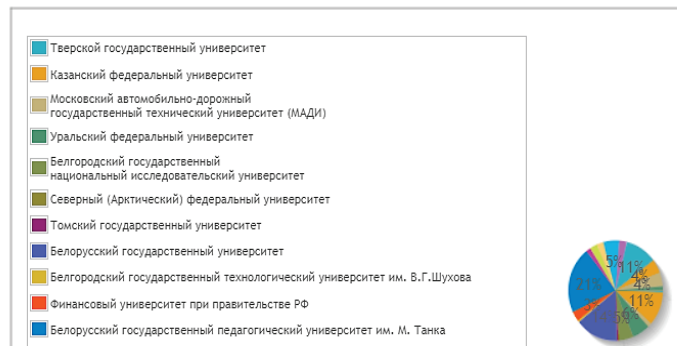 Тверской государственный университет
Казанский федеральный университет
Московский автомобильно-дорожный
государственный технический университет (МАДИ)
Уральский федеральный университет
Белгородский государственный
национальный исследовательский университет
Северный (Арктический) федеральный университет
Томский государственный университет
Белорусский государственный университет
Белгородский государственный технологический университет им. В.Г.Шухова
Финансовый университет при правительстве РФ
Белорусский государственный педагогический университет им. М. Танка
5%
11%
4%
4%
21%
11%